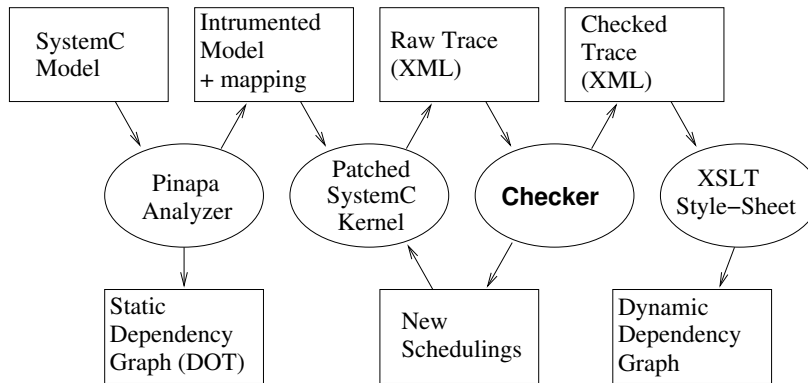 SystemC
Model
Intrumented
Model
+ mapping
Raw Trace
(XML)
Checked
Trace
(XML)
Pinapa
Analyzer
Patched
SystemC
Kernel
Checker
XSLT
Style−Sheet
Static
Dependency
Graph (DOT)
New
Schedulings
Dynamic
Dependency
Graph